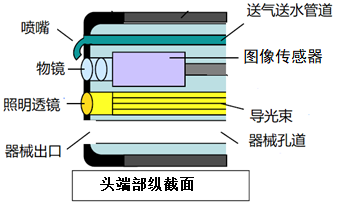 喷嘴
送气送水管道
物镜
图像传感器
照明透镜
导光束
器械出口
器械孔道
头端部纵截面